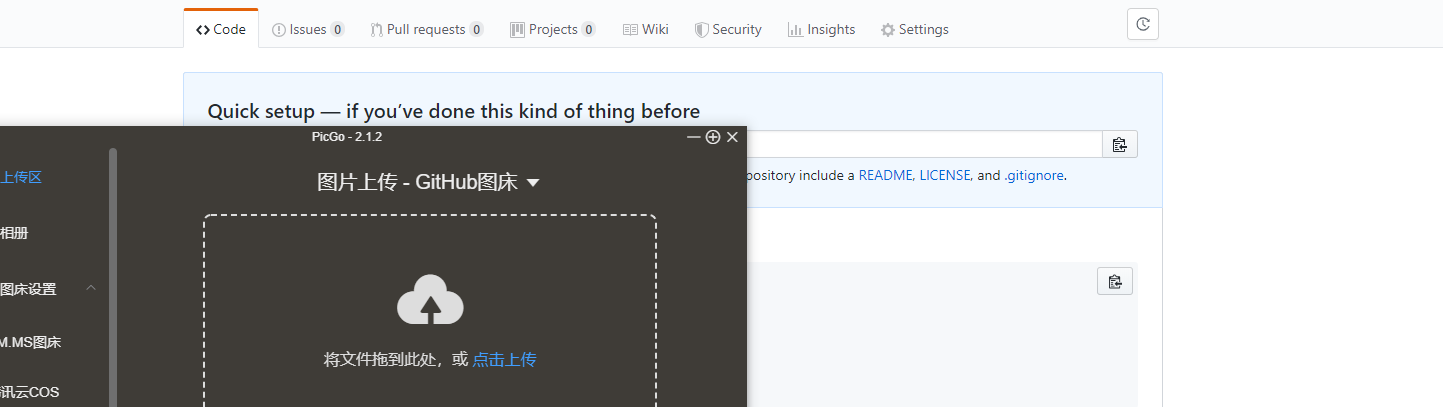 Code Issues 0 Pull requests 0 Projects 0 Wiki Security Insights Settings
Quick setup — if you’ve done this kind of thing before
PicGo - 2.1.2
include a README, LICENSE, and .gitignore.
上传区
图片上传 - GitHub图床
相册
图床设置
M.MS图床
将文件拖到此处，或 点击上传
讯云COS